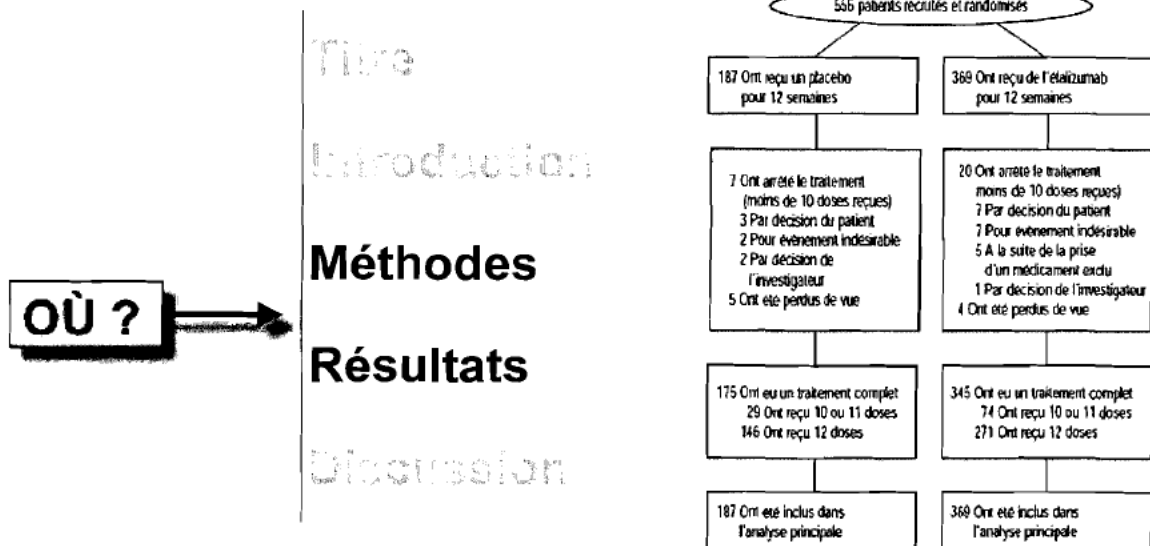 Titre
Introduction
Méthodes
OÙ ?
Résultats
Discussion
556 patients recrutés et randomisés
187 Ont reçu un placebo
pour 12 semaines
369 Ont reçu de l'éfalizumab
pour 12 semaines
7 Ont arrêté le traitement
(moins de 10 doses reçues)
3 Par décision du patient
2 Pour évènement indésirable
2 Par décision de
l'investigateur
5 Ont été perdus de vue
20 Ont arrêté le traitement
moins de 10 doses reçues)
7 Par décision du patient
7 Pour évènement indésirable
5 A la suite de la prise
d'un médicament exclu
1 Par décision de l'investigateur
4 Ont été perdus de vue
175 Ont eu un traitement complet
29 Ont reçu 10 ou 11 doses
146 Ont reçu 12 doses
345 Ont eu un traitement complet
74 Ont reçu 10 ou 11 doses
271 Ont reçu 12 doses
187 Ont été inclus dans
l'analyse principale
369 Ont été inclus dans
l'analyse principale